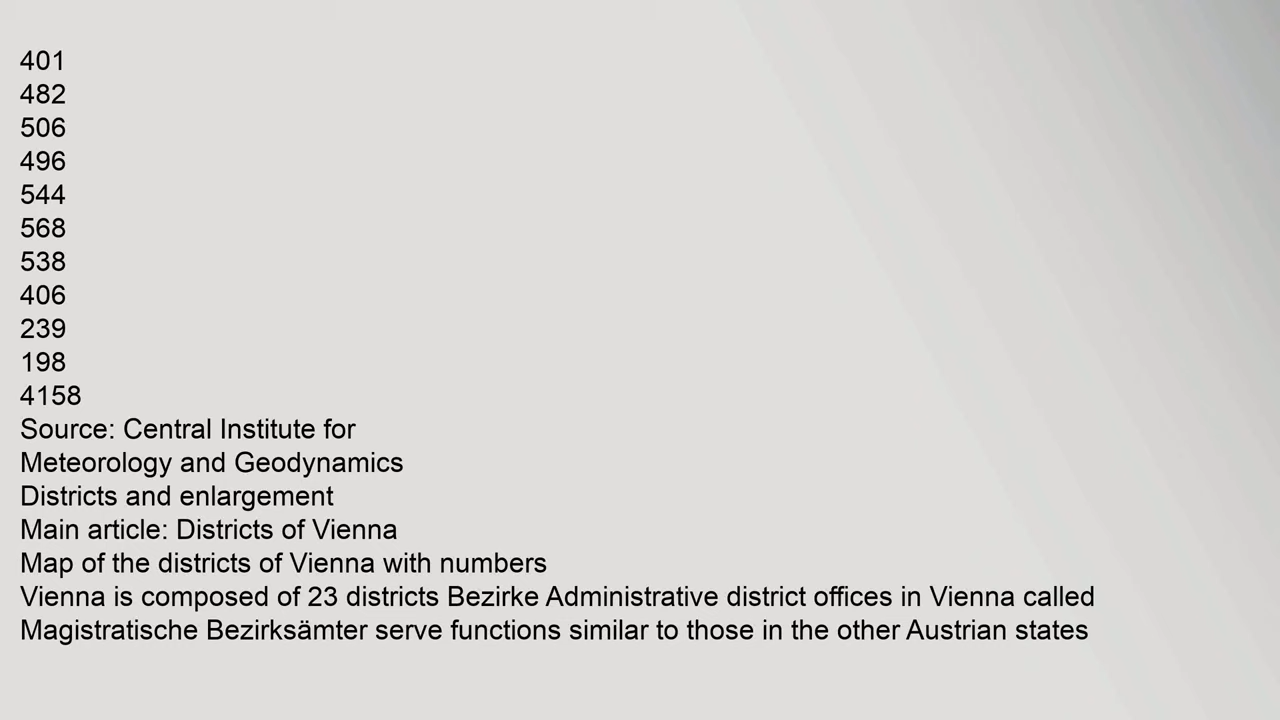 401
482
506
496
544
568
538
406
239
198
4158
Source: Central Institute for
Meteorology and Geodynamics
Districts and enlargement
Main article: Districts of Vienna
Map of the districts of Vienna with numbers
Vienna is composed of 23 districts Bezirke Administrative district offices in Vienna called
Magistratische Bezirksämter serve functions similar to those in the other Austrian states